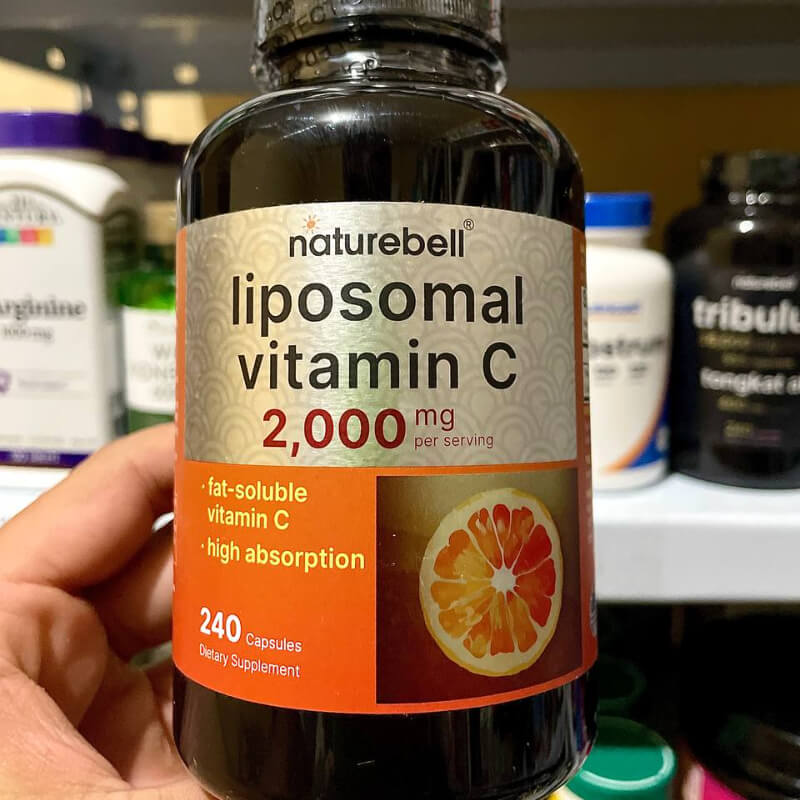 naturebell®
liposomal
vitamin C
2,000 mg
per serving
· fat-soluble
vitamin C
· high absorption
240 Capsules
Dietary Supplement
arginine
naturebell
tongkat